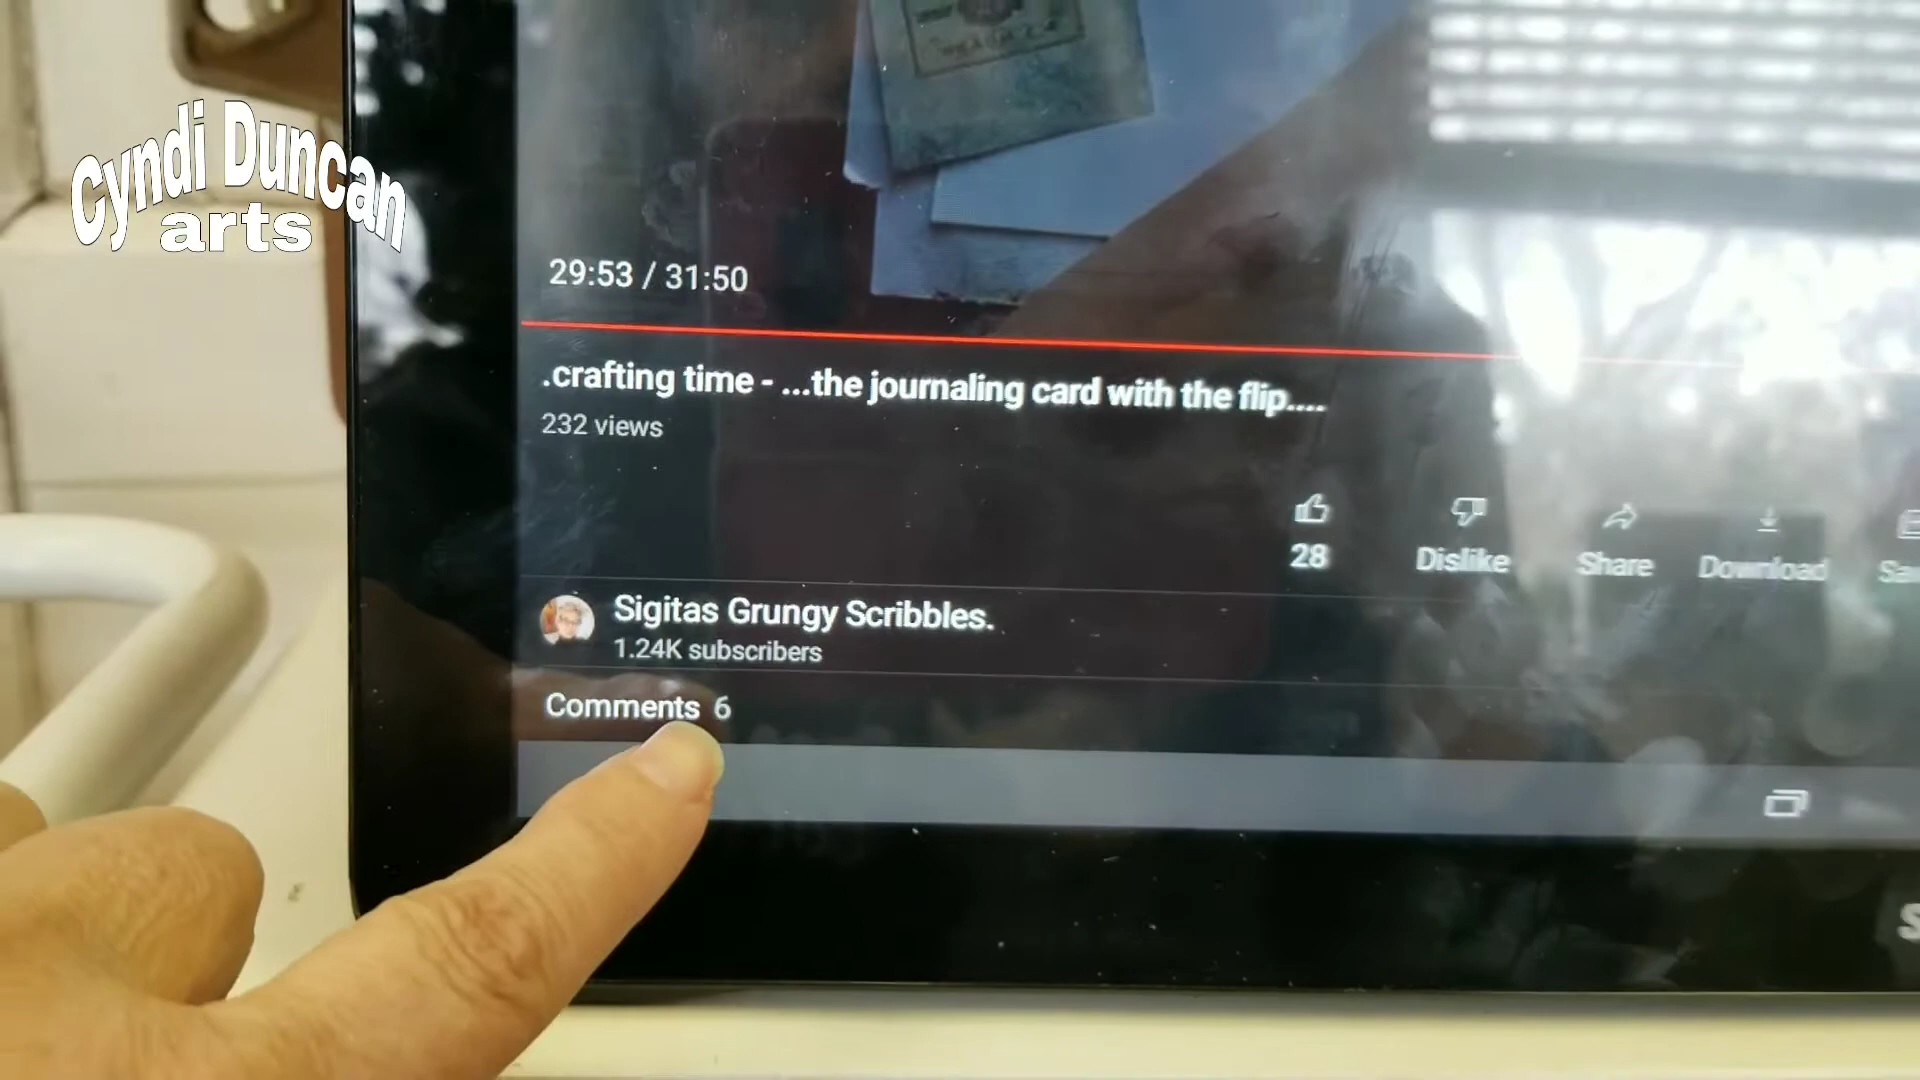 Cyndi Duncan
arts
29:53 / 31:50
.crafting time - ...the journaling card with the flip....
232 views
28
Dislike
Share
Download
Sigitas Grungy Scribbles.
1.24K subscribers
Comments 6